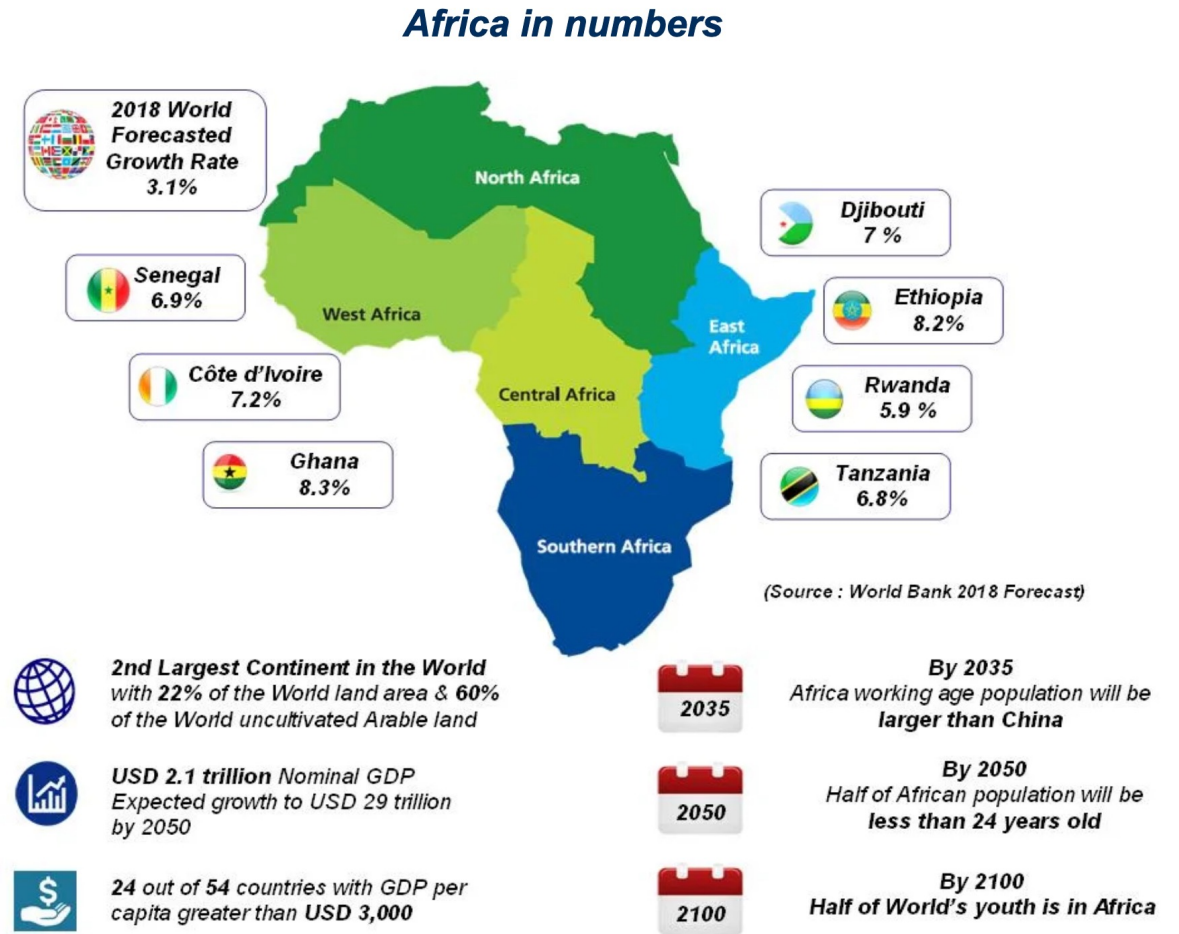 Africa in numbers
2018 World
Forecasted
Growth Rate
3.1%
Senegal
6.9%
Côte d'Ivoire
7.2%
Ghana
8.3%
North Africa
West Africa
Central Africa
East
Africa
Southern Africa
Djibouti
7 %
Ethiopia
8.2%
Rwanda
5.9 %
Tanzania
6.8%
(Source : World Bank 2018 Forecast)
2nd Largest Continent in the World
with 22% of the World land area & 60%
of the World uncultivated Arable land
USD 2.1 trillion Nominal GDP
Expected growth to USD 29 trillion
by 2050
$
24 out of 54 countries with GDP per
capita greater than USD 3,000
2035
By 2035
Africa working age population will be
larger than China
2050
By 2050
Half of African population will be
less than 24 years old
2100
By 2100
Half of World's youth is in Africa